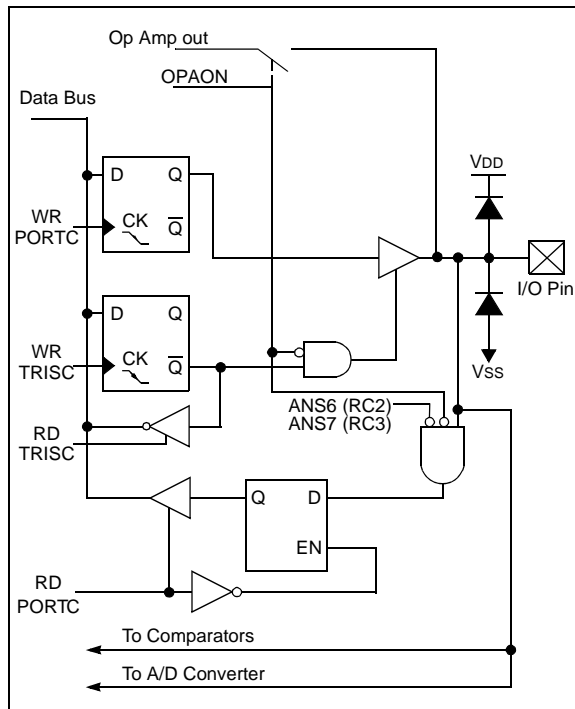 Op Amp out
OPAON
Data Bus
VDD
D Q
WR
PORTC
CK
Q
I/O Pin
D Q
WR
TRISC
CK
Q
VSS
ANS6 (RC2)
ANS7 (RC3)
RD
TRISC
Q D
EN
RD
PORTC
To Comparators
To A/D Converter